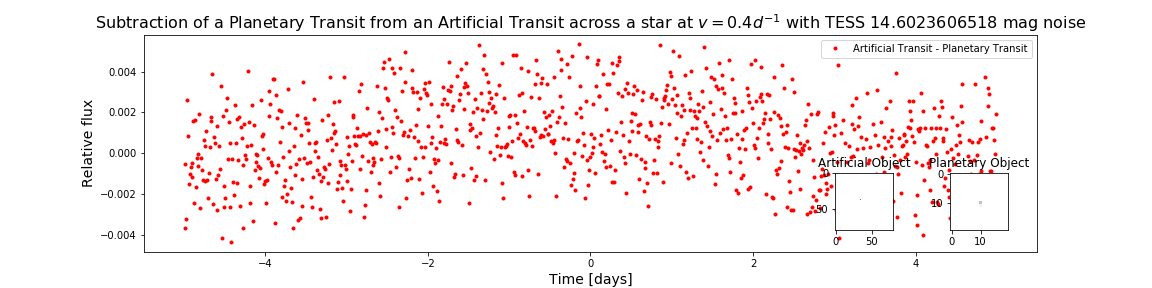 Subtraction of a Planetary Transit from an Artificial Transit across a star at v = 0.4d⁻¹ with TESS 14.6023606518 mag noise
Artificial Transit - Planetary Transit
Relative flux
0.004
0.002
0.000
−0.002
−0.004
Artificial Object
0
50
0 50
Planetary Object
0
10
0 10
−4 −2 0 2 4
Time [days]